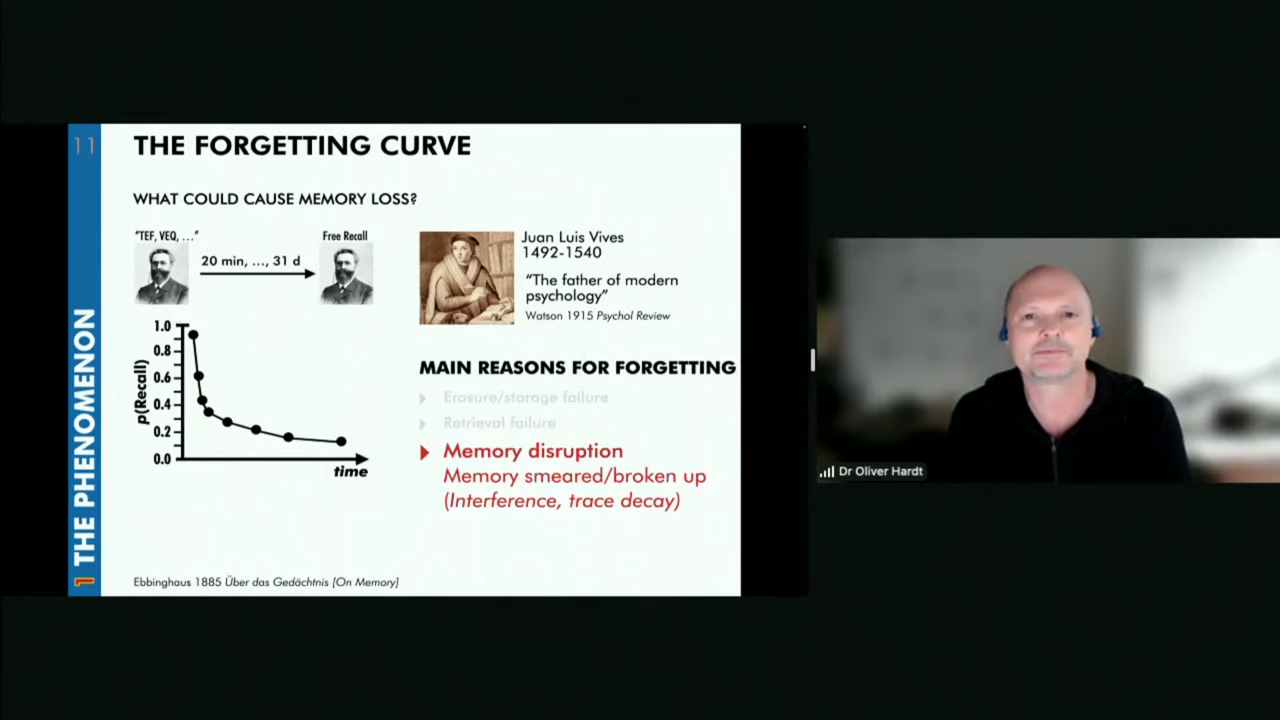 11
THE FORGETTING CURVE
WHAT COULD CAUSE MEMORY LOSS?
"TEF, VEQ, ..."
20 min, ..., 31 d
Free Recall
Juan Luis Vives
1492-1540
"The father of modern
psychology"
Watson 1915 Psychol Review
1.0
0.8
0.6
0.4
0.2
0.0
p(Recall)
time
MAIN REASONS FOR FORGETTING
Erasure/storage failure
Retrieval failure
Memory disruption
Memory smeared/broken up
(Interference, trace decay)
1 THE PHENOMENON
Ebbinghaus 1885 Über das Gedächtnis [On Memory]
Dr Oliver Hardt